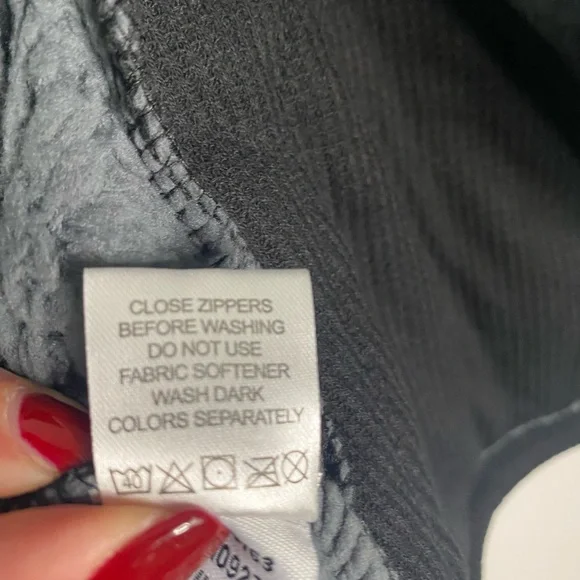 CLOSE ZIPPERS
BEFORE WASHING
DO NOT USE
FABRIC SOFTENER
WASH DARK
COLORS SEPARATELY
40